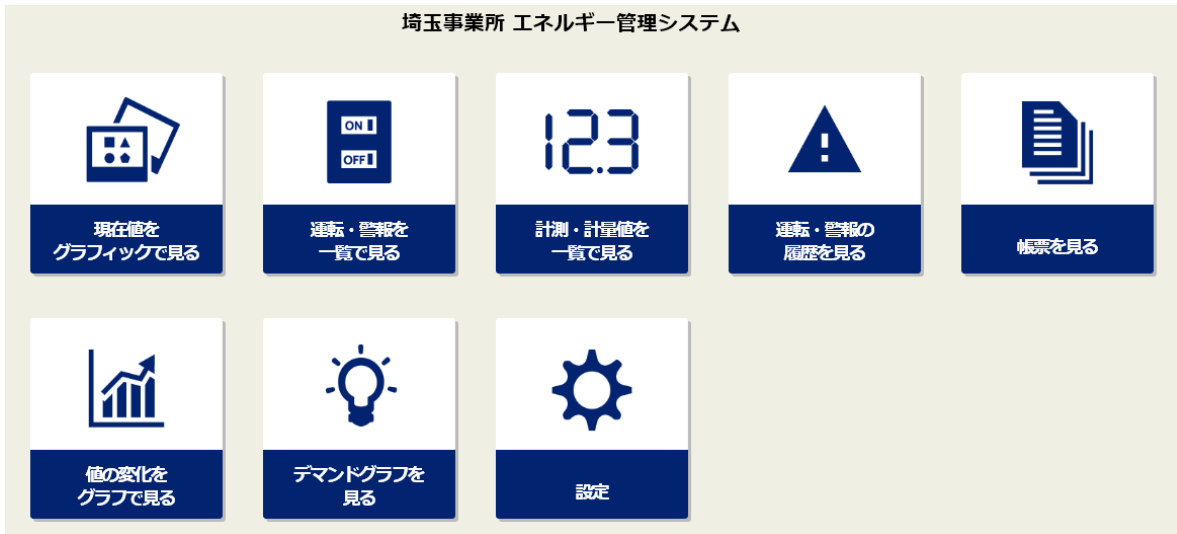 埼玉事業所 エネルギー管理システム
ON
OFF
12.3
現在値を
グラフィックで見る
運転・警報を
一覧で見る
計測・計量値を
一覧で見る
運転・警報の
履歴を見る
帳票を見る
値の変化を
グラフで見る
デマンドグラフを
見る
設定